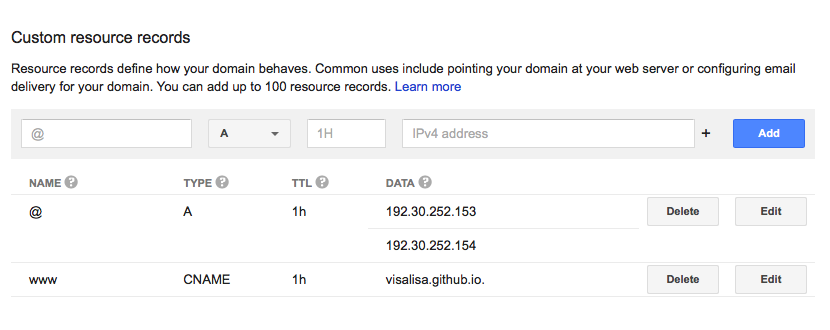 Custom resource records
Resource records define how your domain behaves. Common uses include pointing your domain at your web server or configuring email
delivery for your domain. You can add up to 100 resource records. Learn more
@ A 1H IPv4 address + Add
NAME ? TYPE ? TTL ? DATA ?
@ A 1h 192.30.252.153 Delete Edit
192.30.252.154
www CNAME 1h visalisa.github.io. Delete Edit